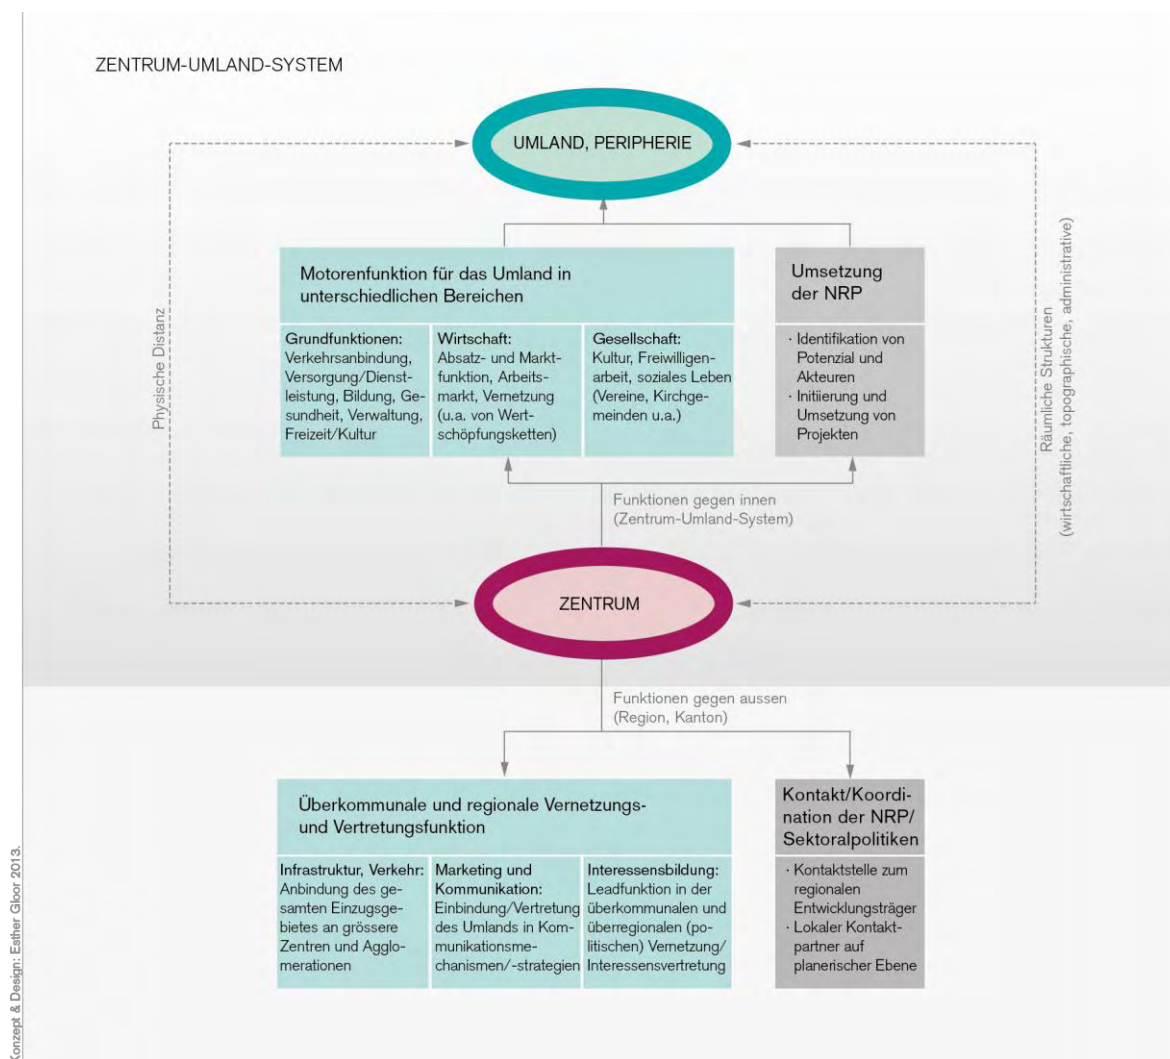 ZENTRUM-UMLAND-SYSTEM
UMLAND, PERIPHERIE
Physische Distanz
Räumliche Strukturen
(wirtschaftliche, topographische, administrative)
Motorenfunktion für das Umland in
unterschiedlichen Bereichen
Grundfunktionen:
Verkehrsanbindung,
Versorgung/Dienst-
leistung, Bildung, Ge-
sundheit, Verwaltung,
Freizeit/Kultur
Wirtschaft:
Absatz- und Markt-
funktion, Arbeits-
markt, Vernetzung
(u.a. von Wert-
schöpfungsketten)
Gesellschaft:
Kultur, Freiwilligen-
arbeit, soziales Leben
(Vereine, Kirchge-
meinden u.a.)
Umsetzung
der NRP
· Identifikation von
Potenzial und
Akteuren
· Initiierung und
Umsetzung von
Projekten
Funktionen gegen innen
(Zentrum-Umland-System)
ZENTRUM
Funktionen gegen aussen
(Region, Kanton)
Überkommunale und regionale Vernetzungs-
und Vertretungsfunktion
Infrastruktur, Verkehr:
Anbindung des ge-
samten Einzugsge-
bietes an grössere
Zentren und Agglo-
merationen
Marketing und
Kommunikation:
Einbindung/Vertretung
des Umlands in Kom-
munikationsme-
chanismen/-strategien
Interessensbildung:
Leadfunktion in der
überkommunalen und
überregionalen (po-
litischen) Vernetzung/
Interessensvertretung
Kontakt/Koordi-
nation der NRP/
Sektoralpolitiken
· Kontaktstelle zum
regionalen
Entwicklungsträger
· Lokaler Kontakt-
partner auf
planerischer Ebene
Konzept & Design: Esther Gloor 2013.